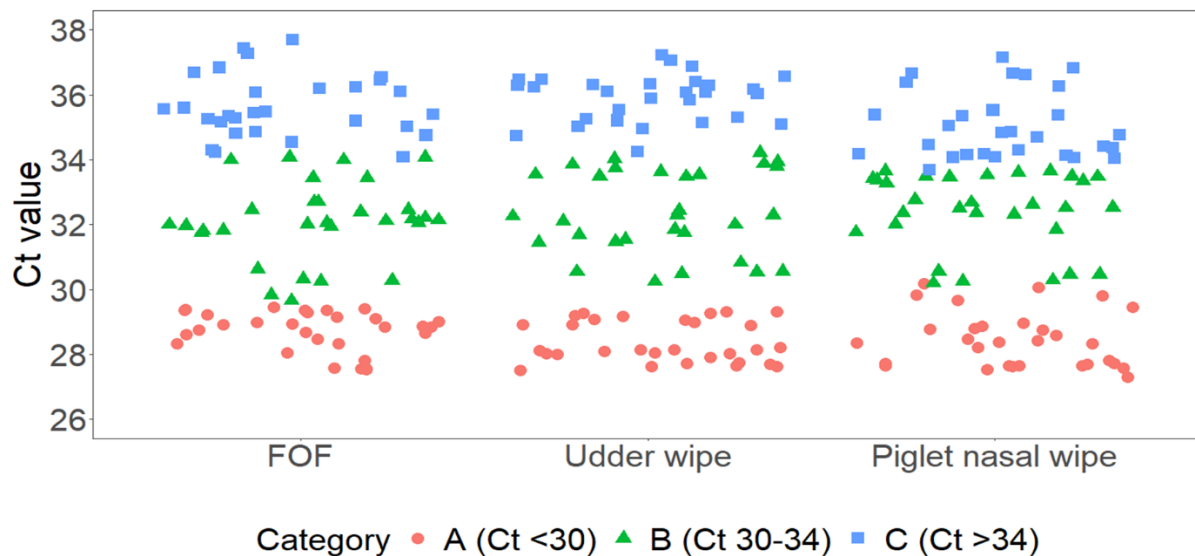 38
36
34
32
30
28
26
Ct value
FOF
Udder wipe
Piglet nasal wipe
Category A (Ct <30) B (Ct 30-34) C (Ct >34)